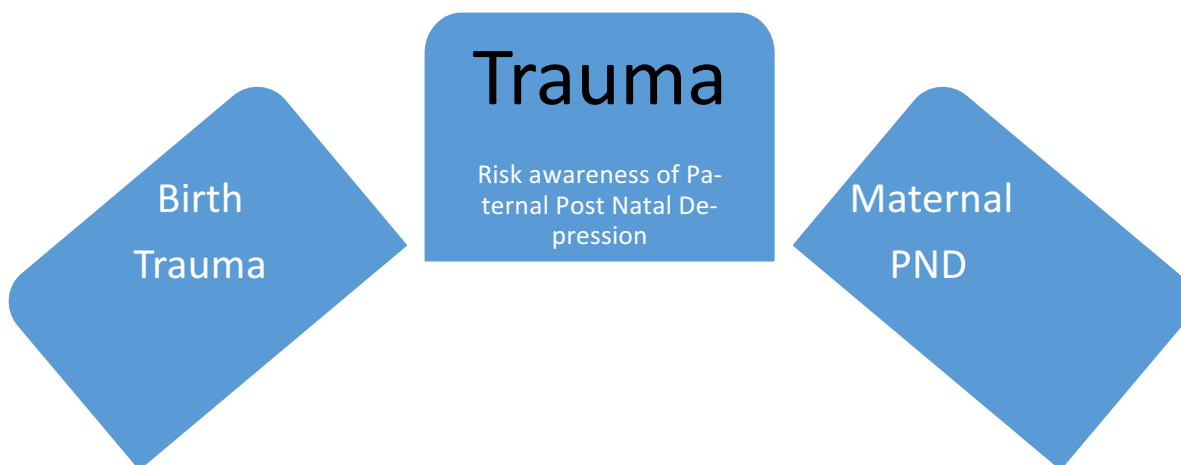 Trauma
Risk awareness of Pa-
ternal Post Natal De-
pression
Birth
Trauma
Maternal
PND